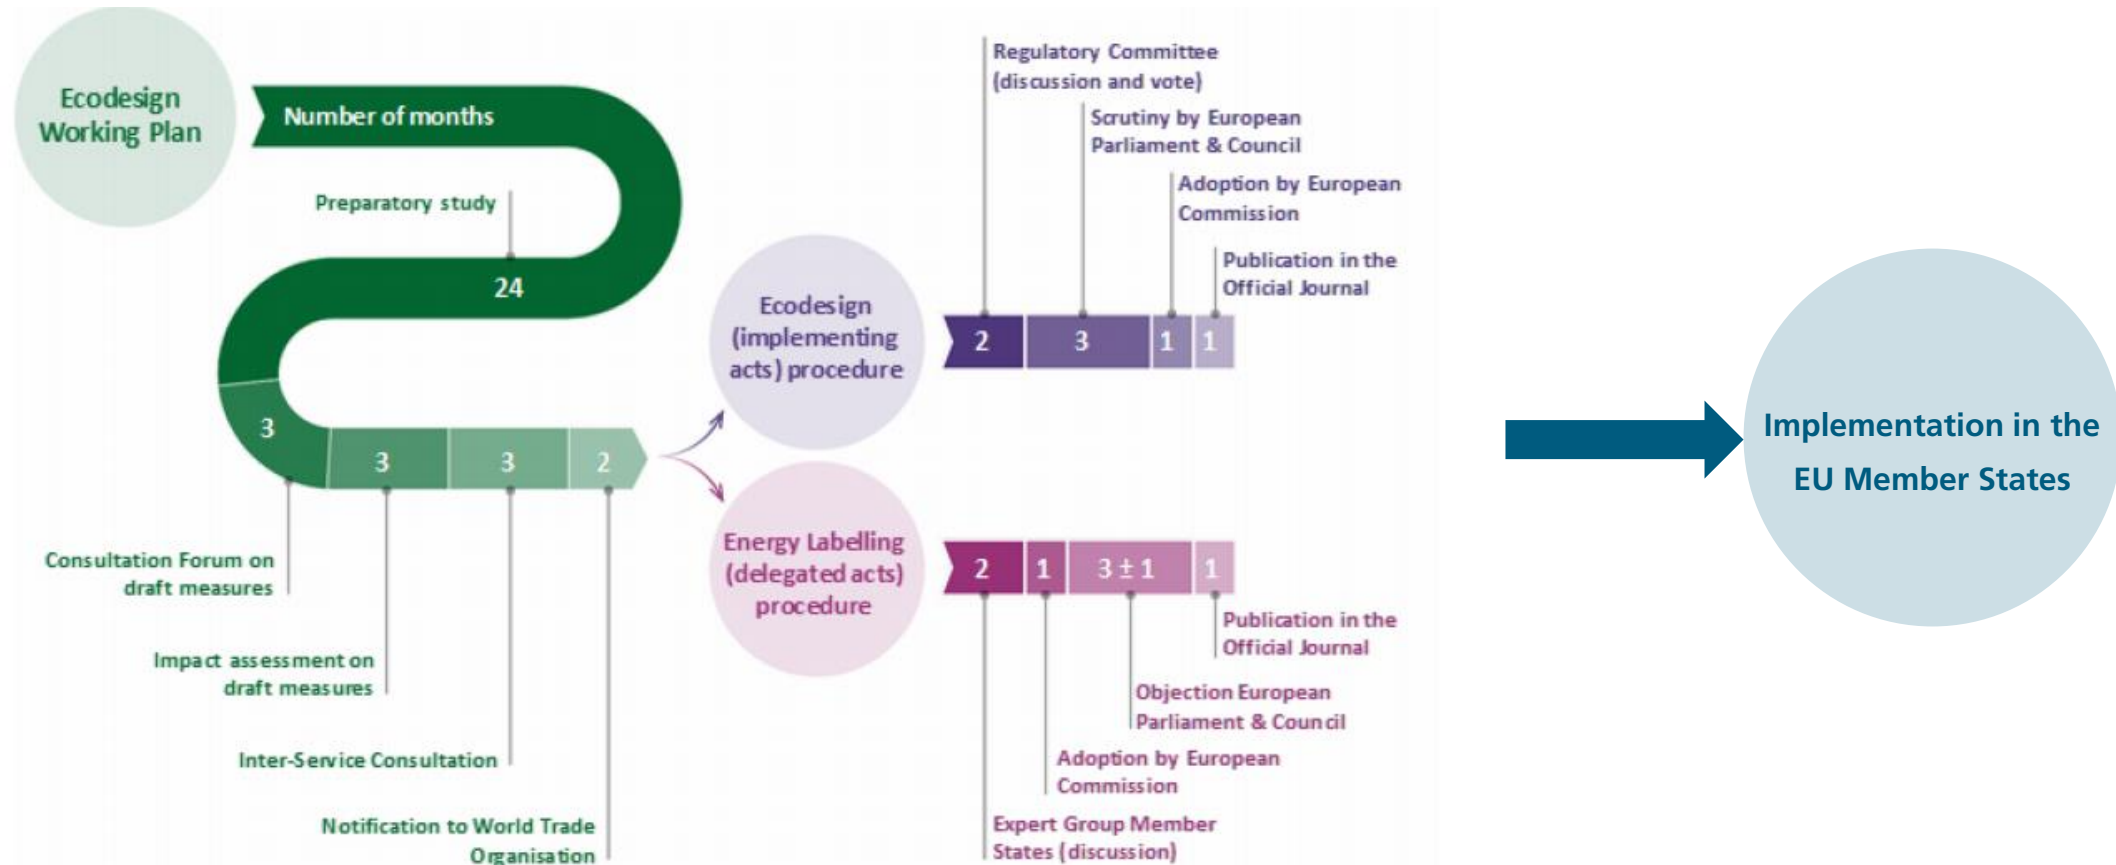 Ecodesign
Working Plan
Number of months
Preparatory study
24
3
3
3
2
Consultation Forum on
draft measures
Impact assessment on
draft measures
Inter-Service Consultation
Notification to World Trade
Organisation
Ecodesign
(implementing
acts) procedure
Regulatory Committee
(discussion and vote)
Scrutiny by European
Parliament & Council
Adoption by European
Commission
Publication in the
Official Journal
2
3
1
1
Energy Labelling
(delegated acts)
procedure
2
1
3 ± 1
1
Publication in the
Official Journal
Objection European
Parliament & Council
Adoption by European
Commission
Expert Group Member
States (discussion)
Implementation in the
EU Member States